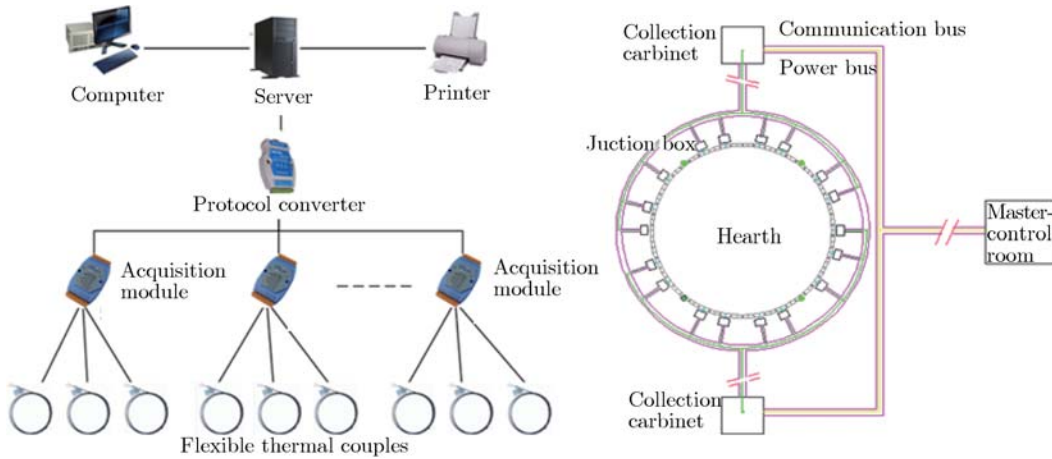 Computer
Server
Printer
Protocol converter
Acquisition
module
Acquisition
module
Flexible thermal couples
Collection
carbinet
Communication bus
Power bus
Juction box
Hearth
Master-
control
room
Collection
carbinet